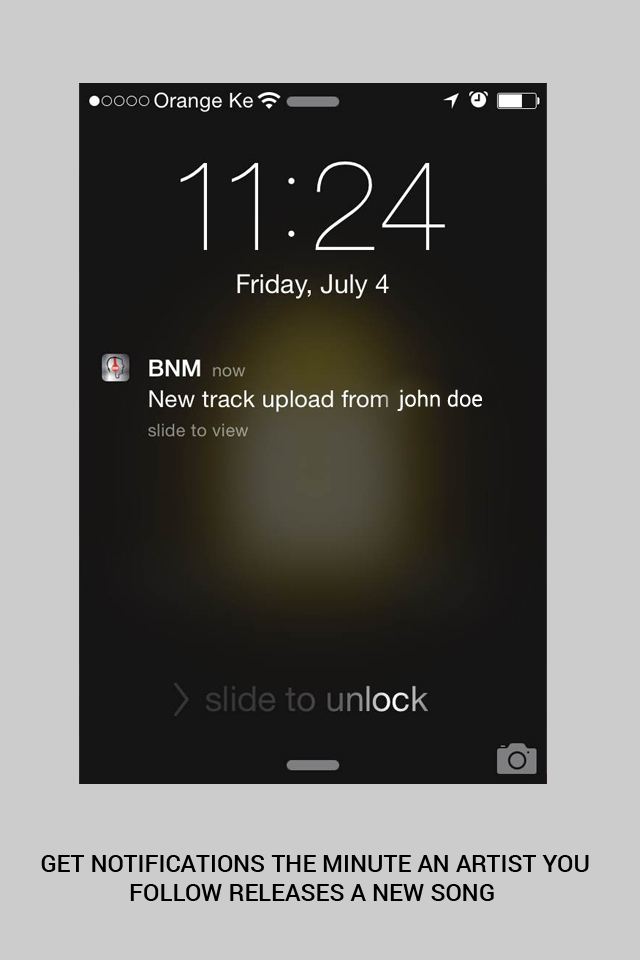 Orange Ke
11:24
Friday, July 4
BNM now
New track upload from john doe
slide to view
slide to unlock
GET NOTIFICATIONS THE MINUTE AN ARTIST YOU
FOLLOW RELEASES A NEW SONG